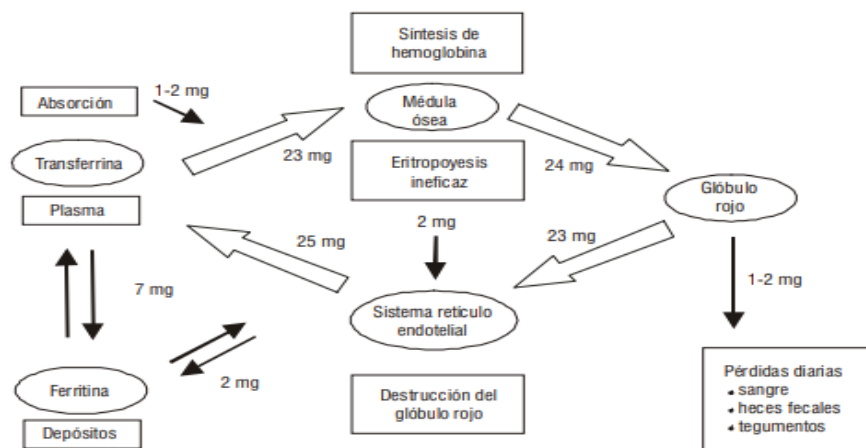 Síntesis de
hemoglobina
1-2 mg
Absorción
Médula
ósea
23 mg
24 mg
Transferrina
Eritropoyesis
ineficaz
Glóbulo
rojo
Plasma
2 mg
25 mg
23 mg
7 mg
1-2 mg
Sistema retículo
endotelial
2 mg
Ferritina
Depósitos
Destrucción del
glóbulo rojo
Pérdidas diarias
• sangre
• heces fecales
• tegumentos